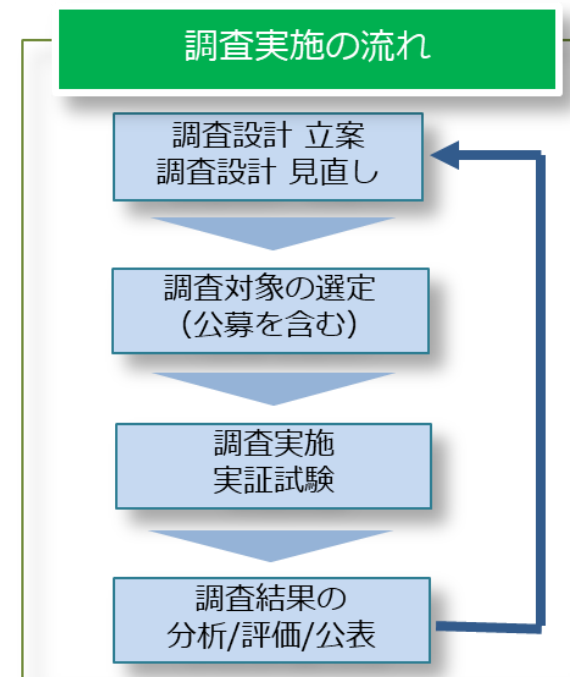 調査実施の流れ
調査設計 立案
調査設計 見直し
調査対象の選定
（公募を含む）
調査実施
実証試験
調査結果の
分析/評価/公表